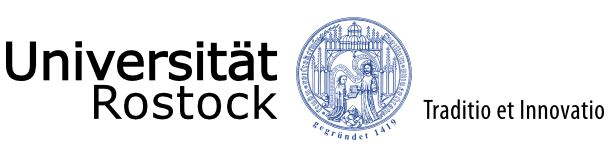 Universität
Rostock
gegründet 1419
Traditio et Innovatio